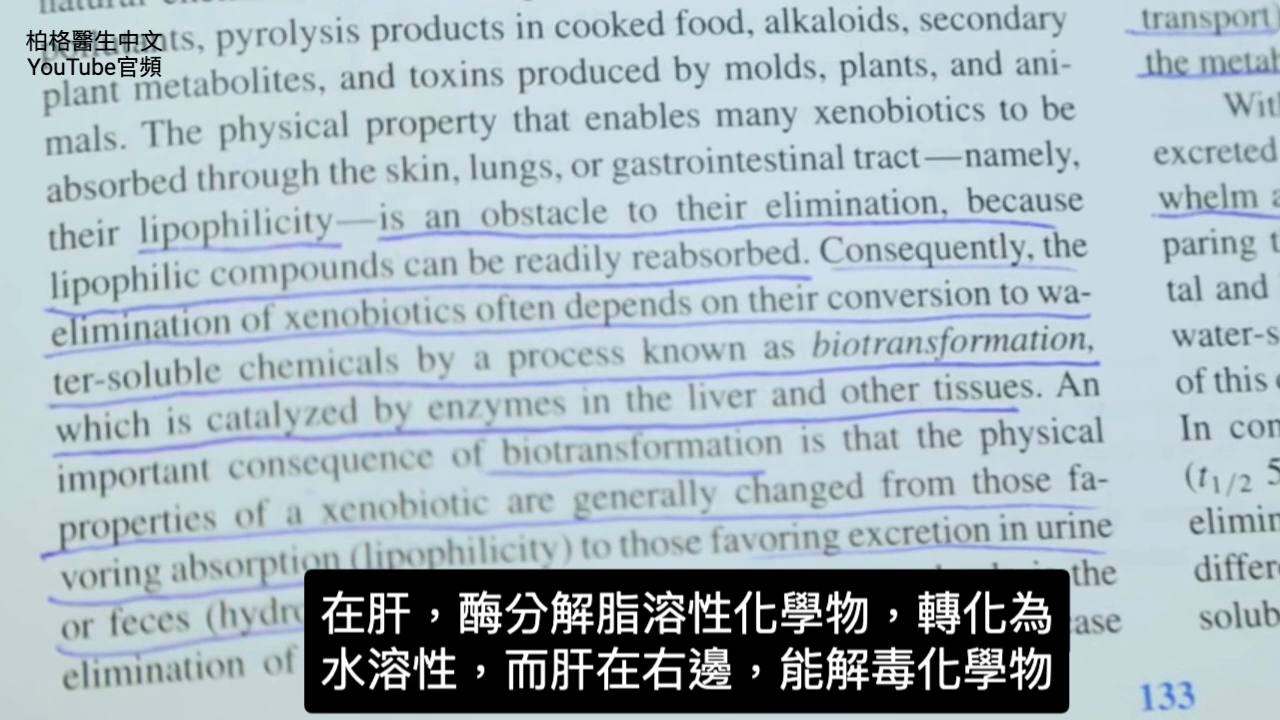 柏格醫生中文
YouTube官頻
natural
pollutants, pyrolysis products in cooked food, alkaloids, secondary
plant metabolites, and toxins produced by molds, plants, and ani-
mals. The physical property that enables many xenobiotics to be
absorbed through the skin, lungs, or gastrointestinal tract—namely,
their lipophilicity—is an obstacle to their elimination, because
lipophilic compounds can be readily reabsorbed. Consequently, the
elimination of xenobiotics often depends on their conversion to wa-
ter-soluble chemicals by a process known as biotransformation,
which is catalyzed by enzymes in the liver and other tissues. An
important consequence of biotransformation is that the physical
properties of a xenobiotic are generally changed from those fa-
voring absorption (lipophilicity) to those favoring excretion in urine
or feces (hydro the
elimination of case
transport)
the metab
With
excreted
whelm a
paring t
tal and
water-s
of this
In con
(t1/2 5
elimin
differe
solub
133
在肝，酶分解脂溶性化學物，轉化為
水溶性，而肝在右邊，能解毒化學物